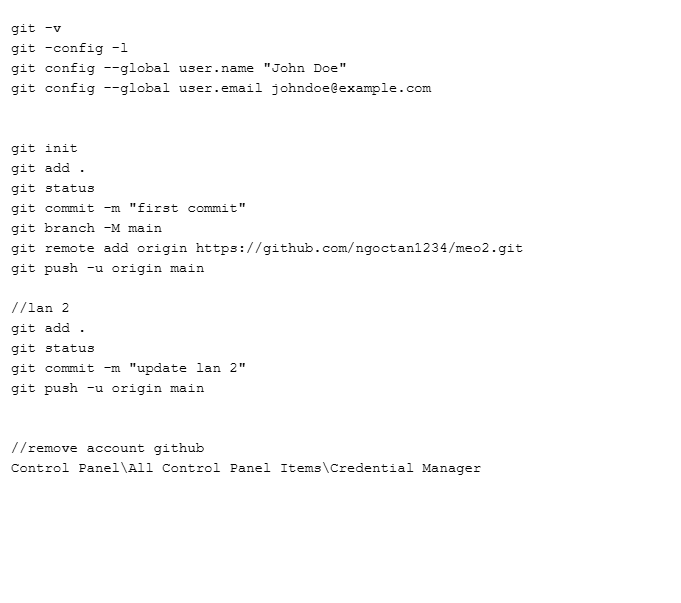 git -v
git -config -l
git config --global user.name "John Doe"
git config --global user.email johndoe@example.com
git init
git add .
git status
git commit -m "first commit"
git branch -M main
git remote add origin https://github.com/ngoctan1234/meo2.git
git push -u origin main
//lan 2
git add .
git status
git commit -m "update lan 2"
git push -u origin main
//remove account github
Control Panel\All Control Panel Items\Credential Manager